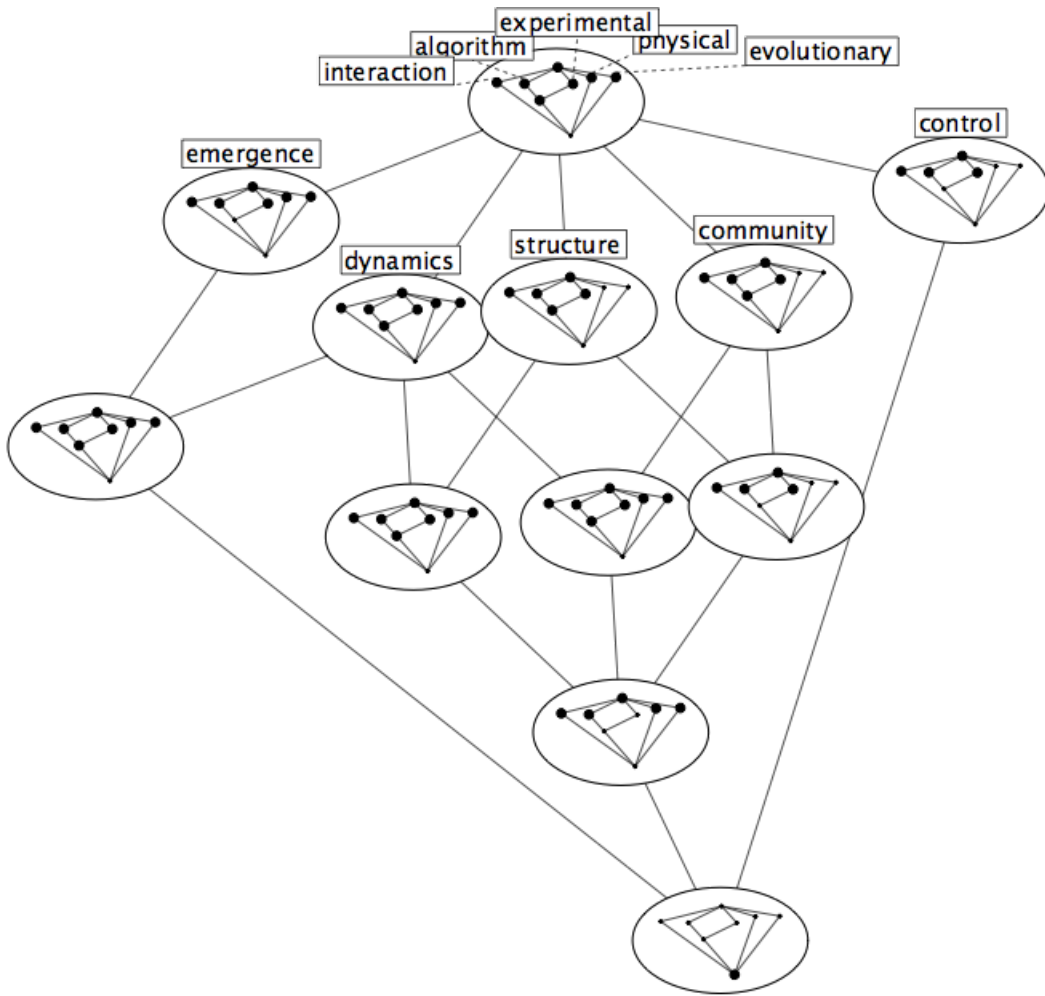 experimental
algorithm
physical
interaction
evolutionary
control
emergence
community
structure
dynamics